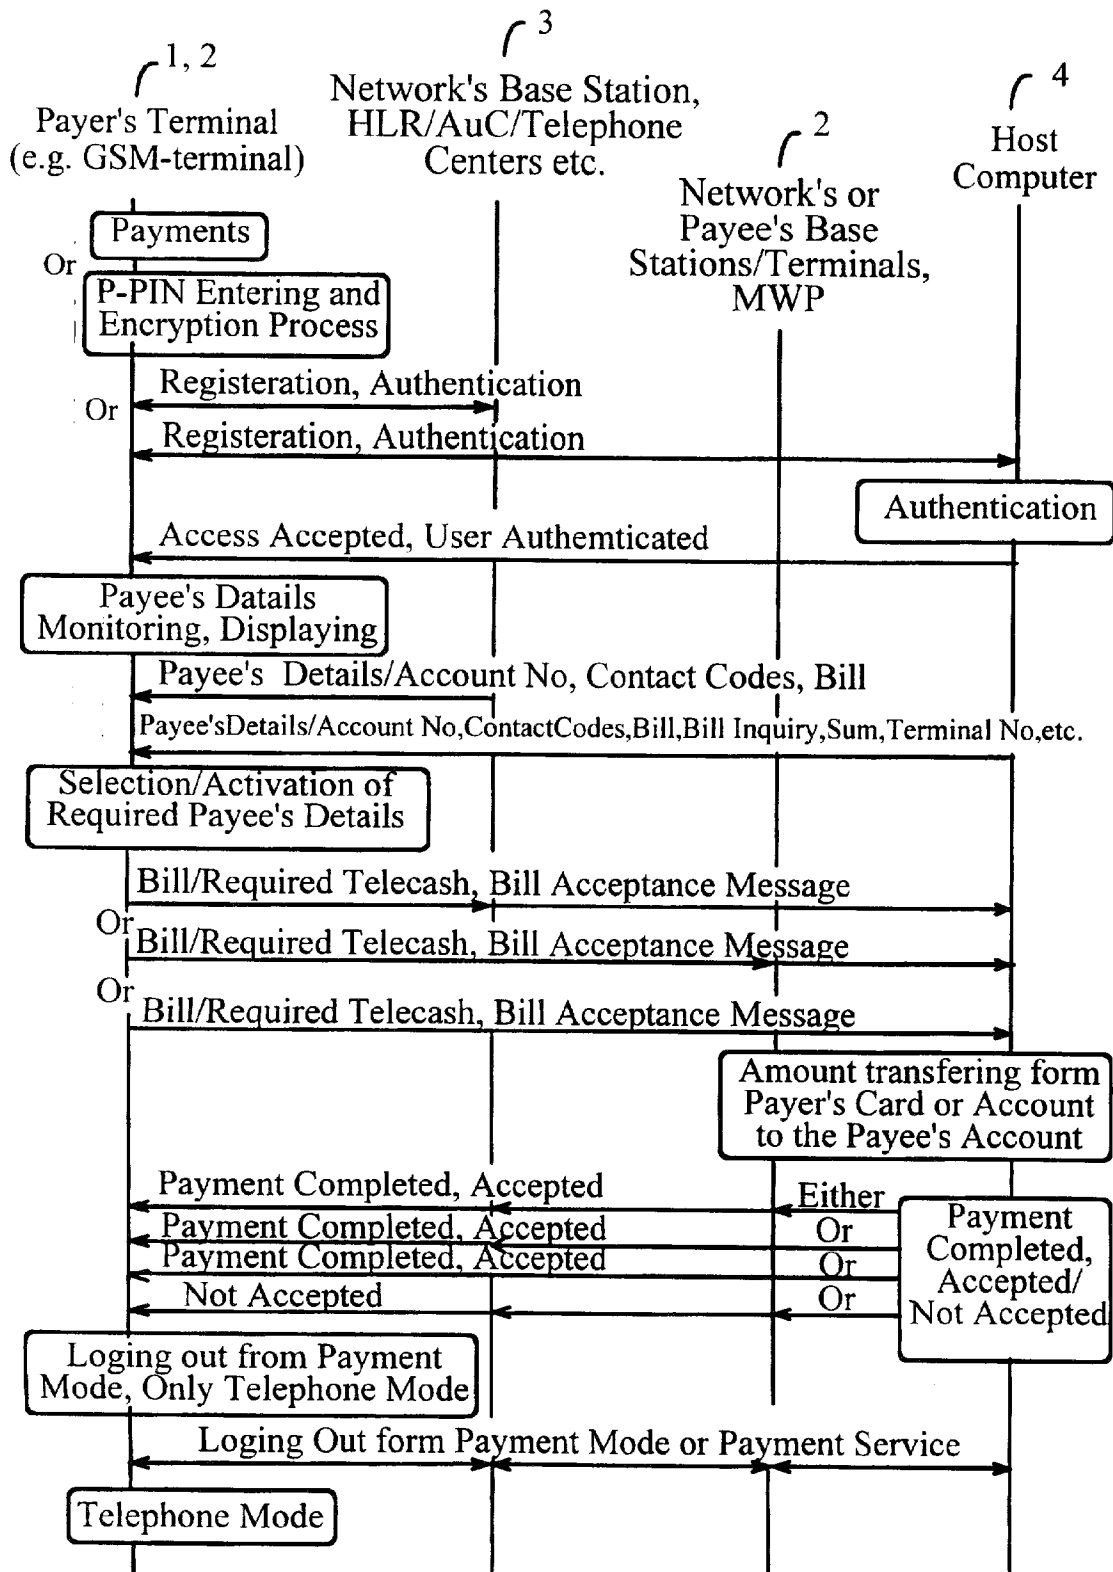 1, 2
3
2
4
Payer's Terminal
(e.g. GSM-terminal)
Network's Base Station,
HLR/AuC/Telephone
Centers etc.
Network's or
Payee's Base
Stations/Terminals,
MWP
Host
Computer
Payments
Or
P-PIN Entering and
Encryption Process
Registeration, Authentication
Or
Registeration, Authentication
Authentication
Access Accepted, User Authemticated
Payee's Datails
Monitoring, Displaying
Payee's Details/Account No, Contact Codes, Bill
Payee'sDetails/Account No,ContactCodes,Bill,Bill Inquiry,Sum,Terminal No,etc.
Selection/Activation of
Required Payee's Details
Bill/Required Telecash, Bill Acceptance Message
Or
Bill/Required Telecash, Bill Acceptance Message
Or
Bill/Required Telecash, Bill Acceptance Message
Amount transfering form
Payer's Card or Account
to the Payee's Account
Payment Completed, Accepted
Either
Payment Completed, Accepted
Or
Payment Completed, Accepted
Or
Not Accepted
Or
Payment
Completed,
Accepted/
Not Accepted
Loging out from Payment
Mode, Only Telephone Mode
Loging Out form Payment Mode or Payment Service
Telephone Mode